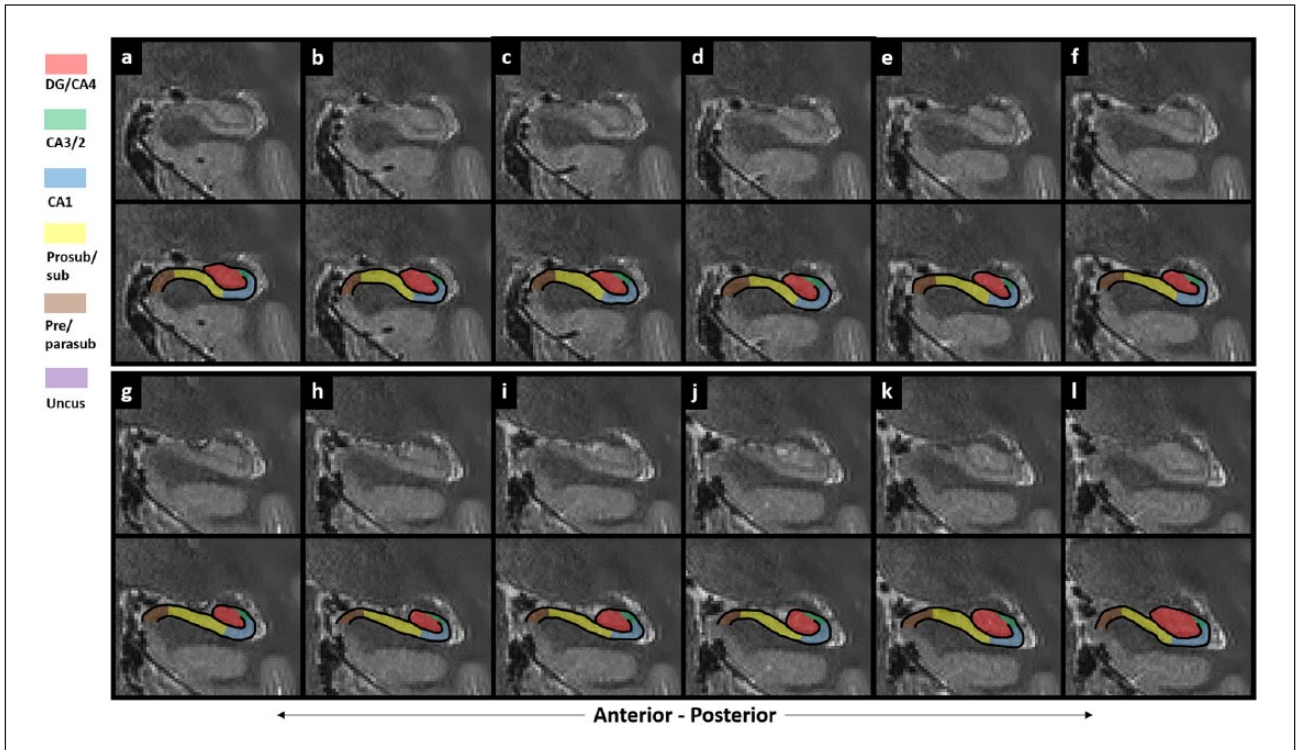 a b c d e f
DG/CA4
CA3/2
CA1
Prosub/
sub
Pre/
parasub
Uncus
g h i j k l
Anterior - Posterior